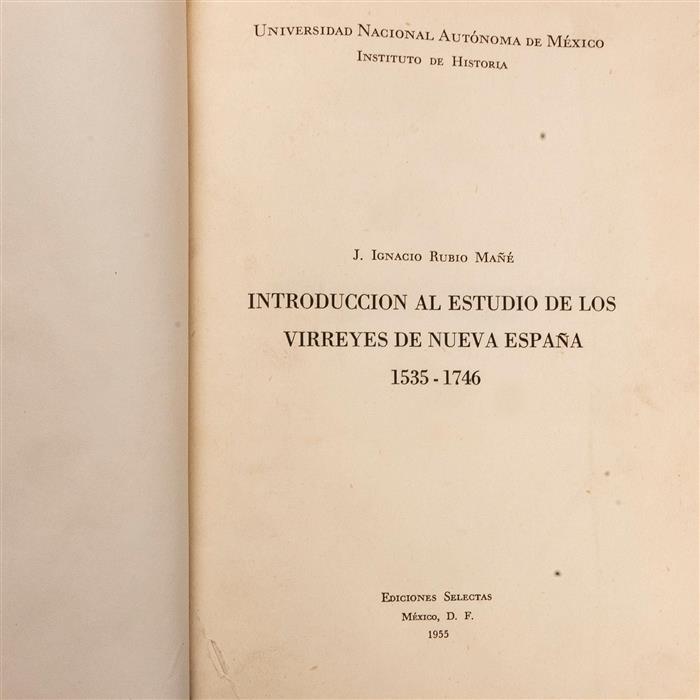 Universidad Nacional Autónoma de México
Instituto de Historia
J. Ignacio Rubio Mañé
INTRODUCCION AL ESTUDIO DE LOS
VIRREYES DE NUEVA ESPAÑA
1535 - 1746
Ediciones Selectas
México, D. F.
1955